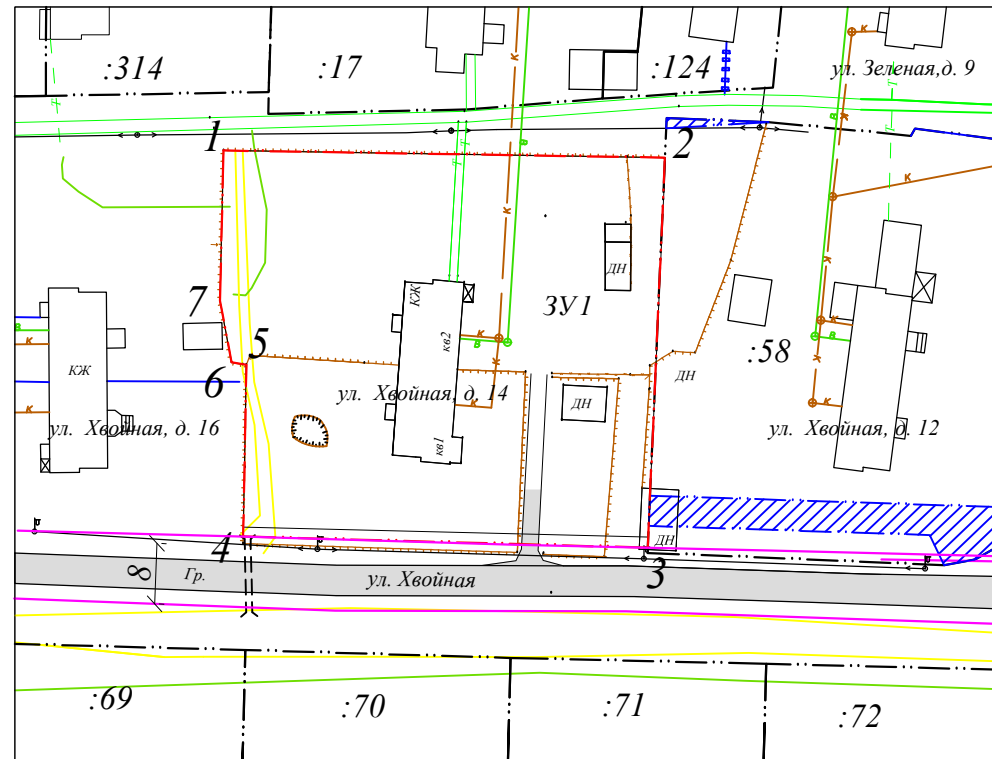 :314
:17
:124
ул. Зеленая,д. 9
1
2
Т
Т
Т
Т
Т
К
В
К
К
В
К
К
В
К
ДН
ЗУ1
7
5
6
КЖ
кв2
К
В
К
К
В
К
:58
К
В
К
К
КЖ
К
ул. Хвойная, д. 14
ДН
ДН
кв1
ул. Хвойная, д. 16
ул. Хвойная, д. 12
4
3
ДН
8
Гр.
ул. Хвойная
:69
:70
:71
:72